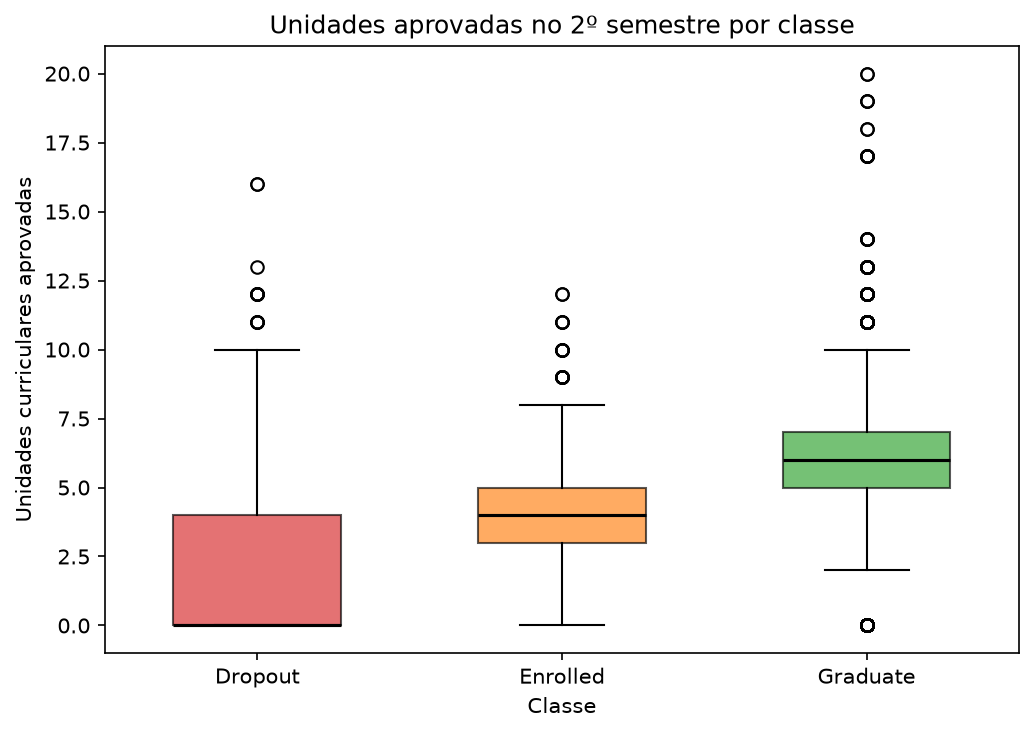 Unidades aprovadas no 2º semestre por classe
Unidades curriculares aprovadas
20.0
17.5
15.0
12.5
10.0
7.5
5.0
2.5
0.0
Dropout
Enrolled
Graduate
Classe